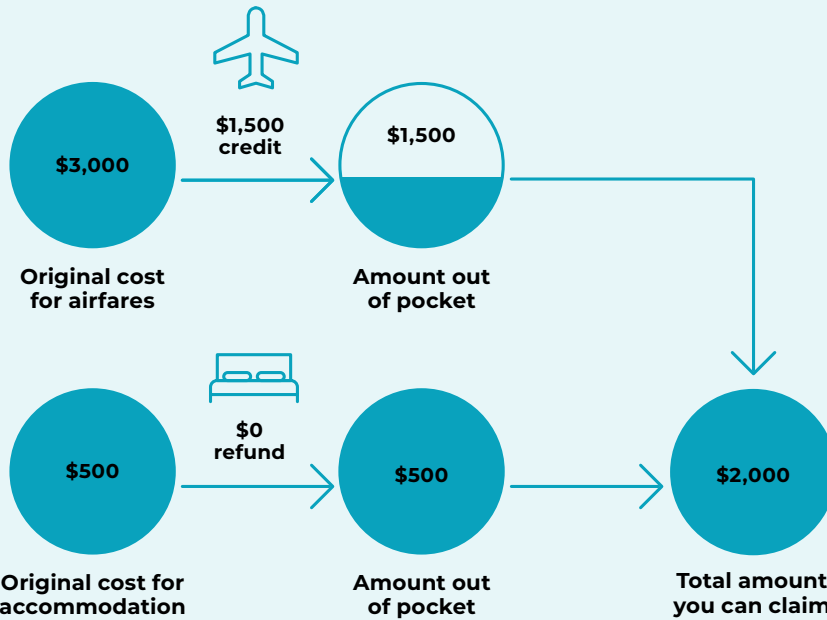 $1,500
credit
$3,000
$1,500
Original cost
for airfares
Amount out
of pocket
$0
refund
$500
$500
$2,000
Original cost for
accommodation
Amount out
of pocket
Total amount
you can claim